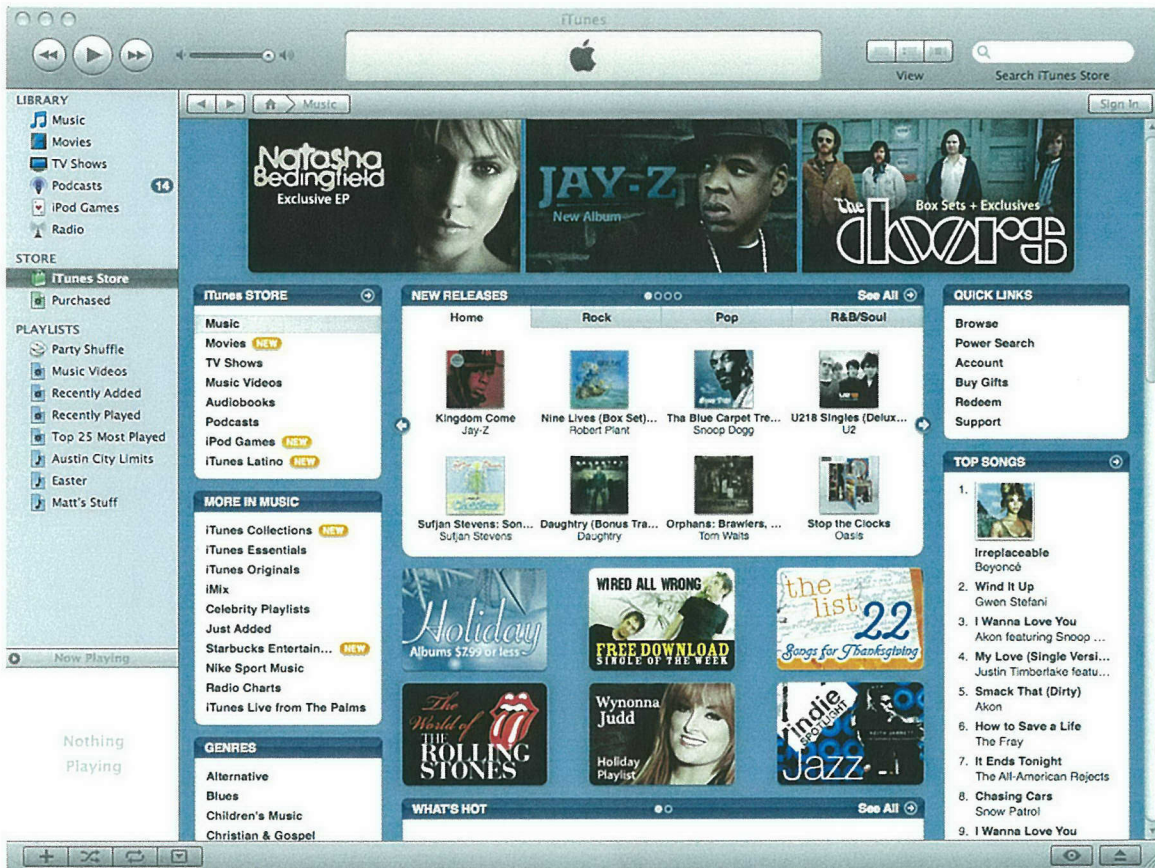 iTunes
View
Search iTunes Store
LIBRARY
Music
Movies
TV Shows
Podcasts 14
iPod Games
Radio
STORE
iTunes Store
Purchased
PLAYLISTS
Party Shuffle
Music Videos
Recently Added
Recently Played
Top 25 Most Played
Austin City Limits
Easter
Matt's Stuff
Now Playing
Nothing
Playing
Music
Sign In
Natasha
Bedingfield
Exclusive EP
JAY-Z
New Album
Box Sets + Exclusives
The
doors
iTunes STORE
Music
Movies NEW
TV Shows
Music Videos
Audiobooks
Podcasts
iPod Games NEW
iTunes Latino NEW
MORE IN MUSIC
iTunes Collections NEW
iTunes Essentials
iTunes Originals
iMix
Celebrity Playlists
Just Added
Starbucks Entertain... NEW
Nike Sport Music
Radio Charts
iTunes Live from The Palms
GENRES
Alternative
Blues
Children's Music
Christian & Gospel
NEW RELEASES See All
Home Rock Pop R&B/Soul
Kingdom Come
Jay-Z
Nine Lives (Box Set)...
Robert Plant
Tha Blue Carpet Tre...
Snoop Dogg
U218 Singles (Delux...
U2
Sufjan Stevens: Son...
Sufjan Stevens
Daughtry (Bonus Tra...
Daughtry
Orphans: Brawlers, ...
Tom Waits
Stop the Clocks
Oasis
Holiday
Albums $7.99 or less
WIRED ALL WRONG
FREE DOWNLOAD
SINGLE OF THE WEEK
the
list 22
Songs for Thanksgiving
The
World of
THE
ROLLING
STONES
Wynonna
Judd
Holiday
Playlist
indie
SPOTLIGHT
KEITH JARRETT
Jazz
WHAT'S HOT See All
QUICK LINKS
Browse
Power Search
Account
Buy Gifts
Redeem
Support
TOP SONGS
1.
Irreplaceable
Beyoncé
2. Wind It Up
Gwen Stefani
3. I Wanna Love You
Akon featuring Snoop ...
4. My Love (Single Versi...
Justin Timberlake featu...
5. Smack That (Dirty)
Akon
6. How to Save a Life
The Fray
7. It Ends Tonight
The All-American Rejects
8. Chasing Cars
Snow Patrol
9. I Wanna Love You